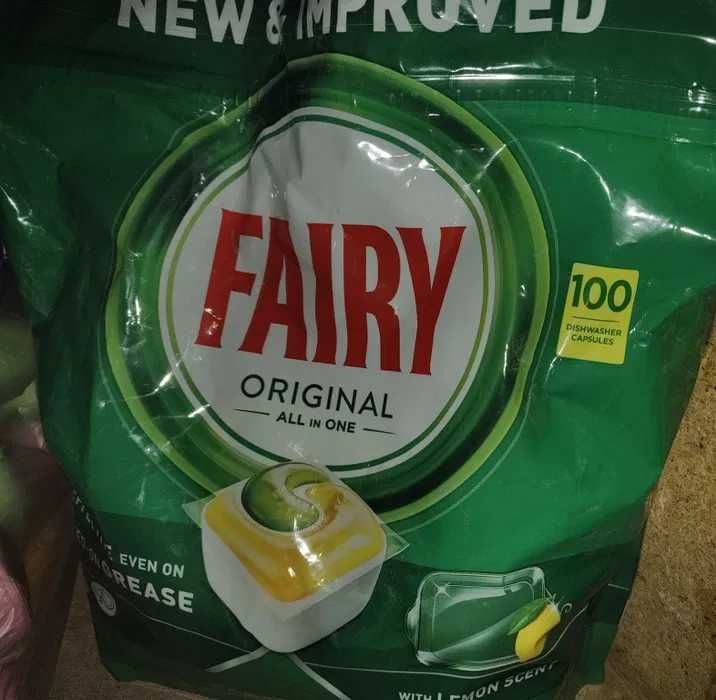 NEW & IMPROVED
FAIRY
ORIGINAL
ALL IN ONE
100
DISHWASHER
CAPSULES
EVEN ON
GREASE
WITH LEMON SCENT